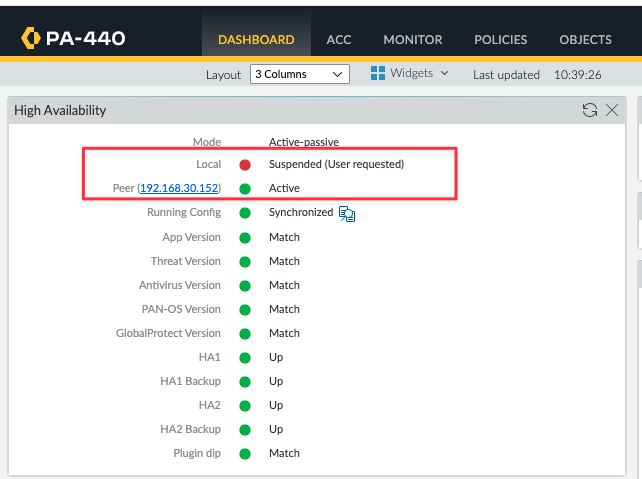 PA-440
DASHBOARD ACC MONITOR POLICIES OBJECTS
Layout 3 Columns Widgets Last updated 10:39:26
High Availability
Mode Active-passive
Local Suspended (User requested)
Peer (192.168.30.152) Active
Running Config Synchronized
App Version Match
Threat Version Match
Antivirus Version Match
PAN-OS Version Match
GlobalProtect Version Match
HA1 Up
HA1 Backup Up
HA2 Up
HA2 Backup Up
Plugin dlp Match